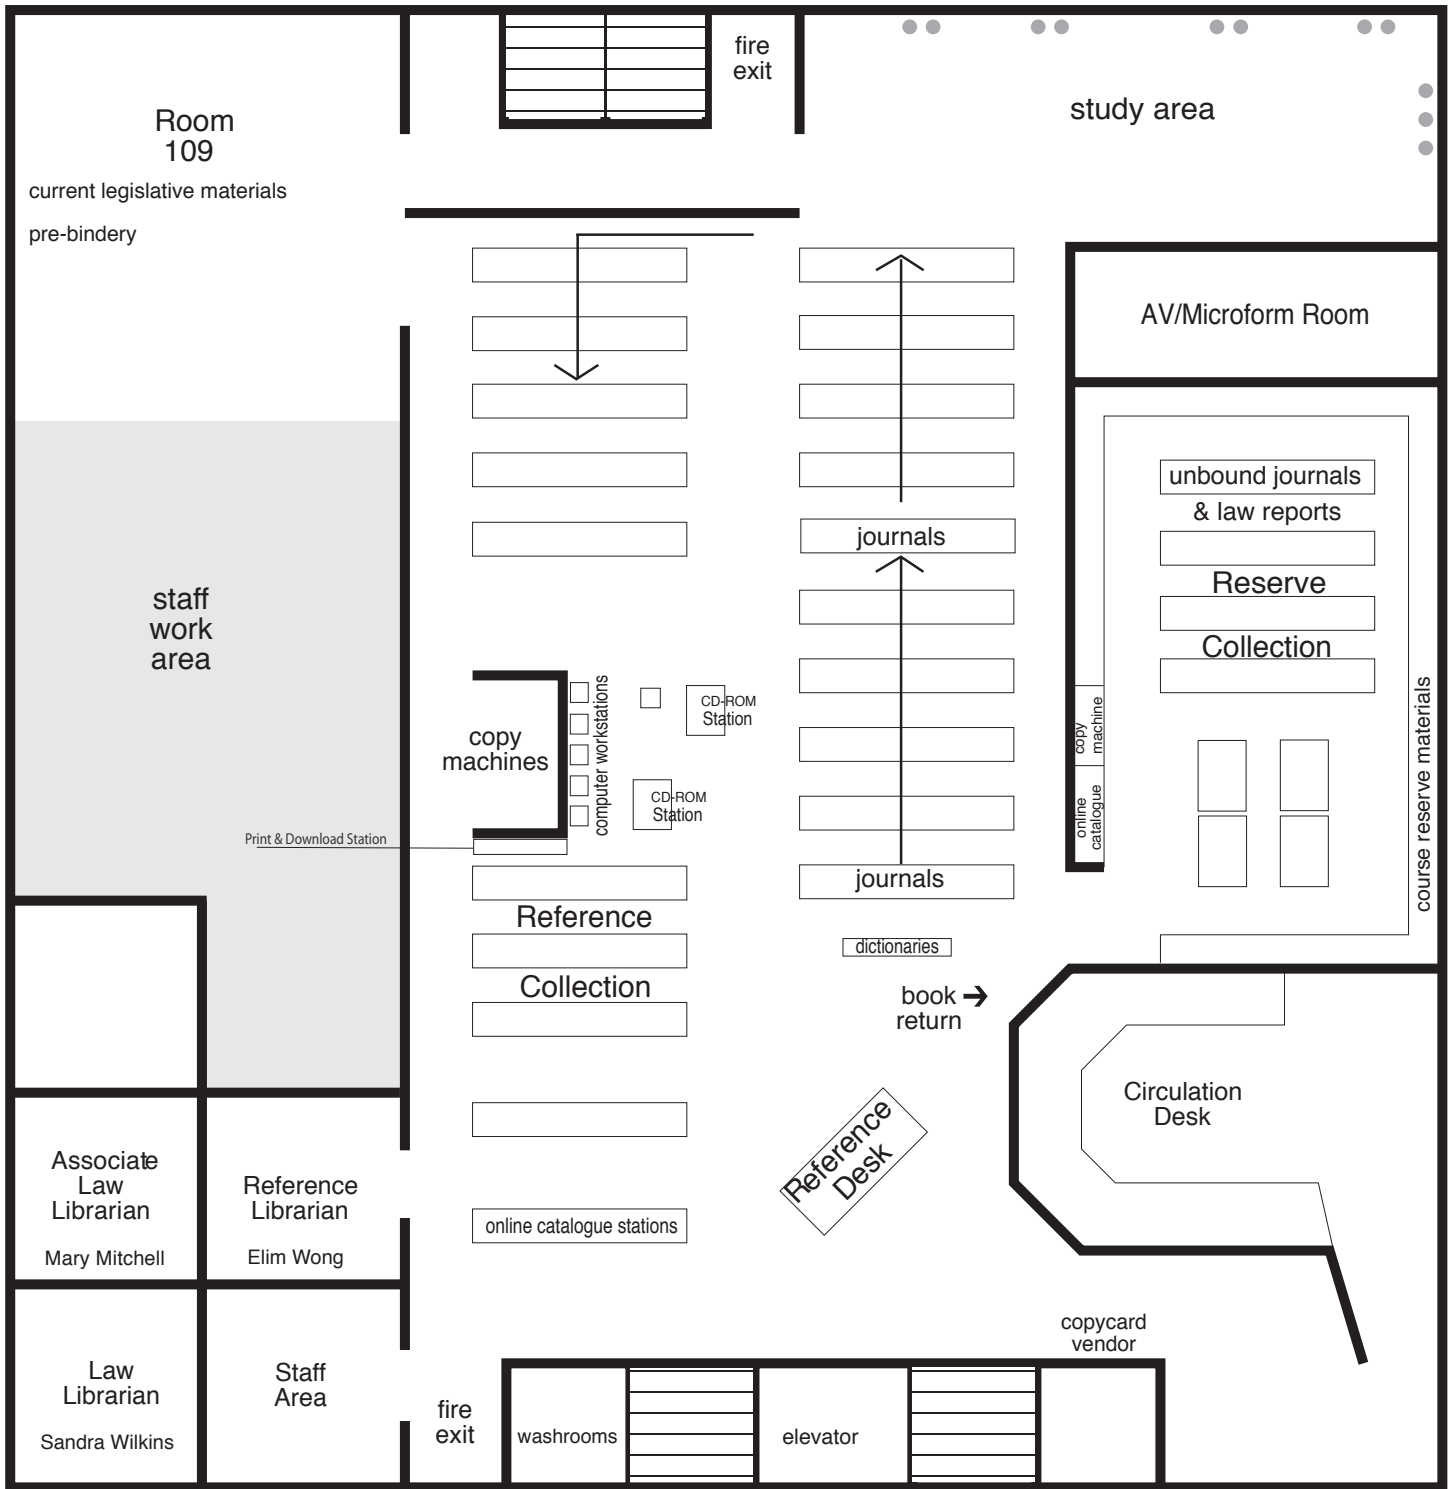 fire
exit
study area
Room
109
current legislative materials
pre-bindery
AV/Microform Room
unbound journals
& law reports
Reserve
Collection
journals
staff
work
area
copy
machines
computer workstations
CD-ROM
Station
CD-ROM
Station
copy
machine
online
catalogue
course reserve materials
Print & Download Station
journals
Reference
Collection
dictionaries
book
return
Circulation
Desk
Reference
Desk
Associate
Law
Librarian
Mary Mitchell
Reference
Librarian
Elim Wong
online catalogue stations
copycard
vendor
Law
Librarian
Sandra Wilkins
Staff
Area
fire
exit
washrooms
elevator